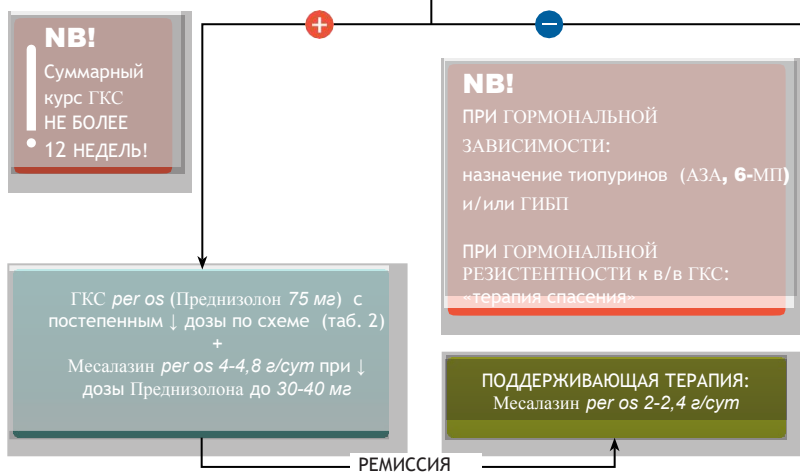 +
−
NB!
Суммарный
курс ГКС
НЕ БОЛЕЕ
12 НЕДЕЛЬ!
NB!
ПРИ ГОРМОНАЛЬНОЙ
ЗАВИСИМОСТИ:
назначение тиопуринов (АЗА, 6-МП)
и/или ГИБП
ПРИ ГОРМОНАЛЬНОЙ
РЕЗИСТЕНТНОСТИ к в/в ГКС:
«терапия спасения»
ГКС per os (Преднизолон 75 мг) с
постепенным ↓ дозы по схеме (таб. 2)
+
Месалазин per os 4-4,8 г/сут при ↓
дозы Преднизолона до 30-40 мг
ПОДДЕРЖИВАЮЩАЯ ТЕРАПИЯ:
Месалазин per os 2-2,4 г/сут
РЕМИССИЯ